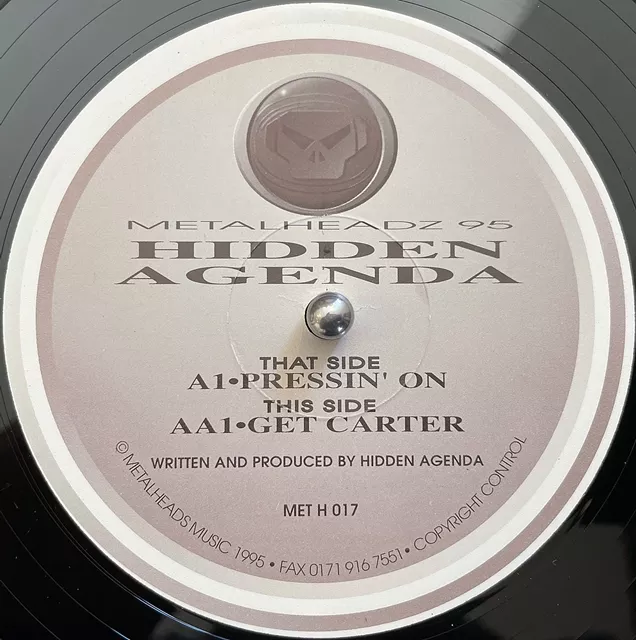 METALHEADZ 95
HIDDEN
AGENDA
THAT SIDE
A1•PRESSIN' ON
THIS SIDE
AA1•GET CARTER
WRITTEN AND PRODUCED BY HIDDEN AGENDA
MET H 017
© METALHEADS MUSIC 1995 • FAX 0171 916 7551 • COPYRIGHT CONTROL